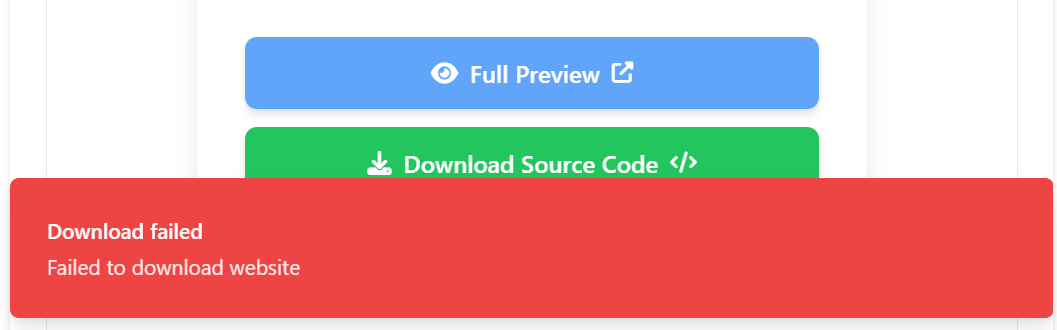 Full Preview
Download Source Code </>
Download failed
Failed to download website